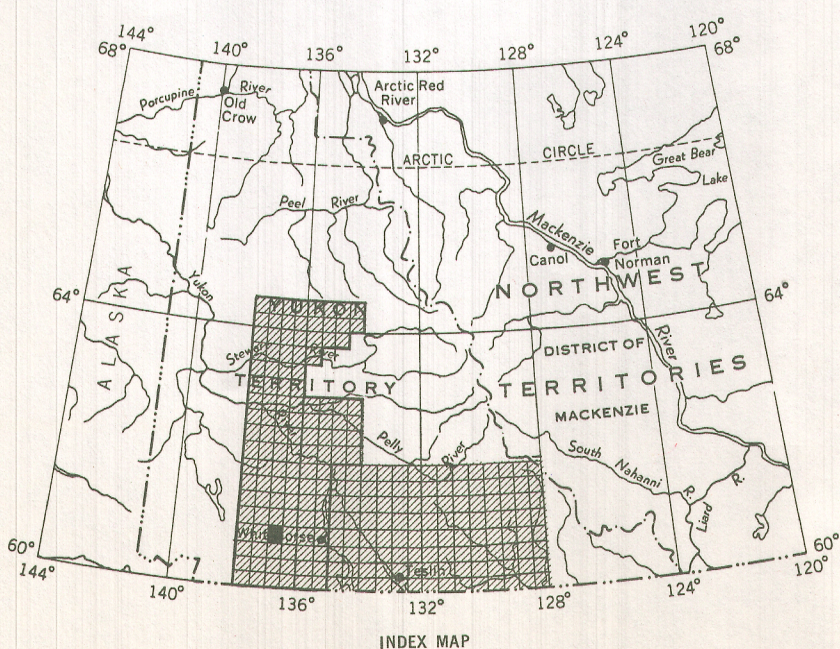 144° 140° 136° 132° 128° 124° 120°
68° 68°
Porcupine River
Old
Crow
Arctic Red
River
ARCTIC CIRCLE
Great Bear
Lake
Peel River
Mackenzie
Canol
Fort
Norman
Yukon
NORTHWEST
64° 64°
ALASKA
YUKON
River
Stewart River
DISTRICT OF
TERRITORY
TERRITORIES
MACKENZIE
Pelly
River
South
Nahanni
R.
Liard
R.
Whitehorse
Teslin
60° 60°
144° 140° 136° 132° 128° 124° 120°
INDEX MAP